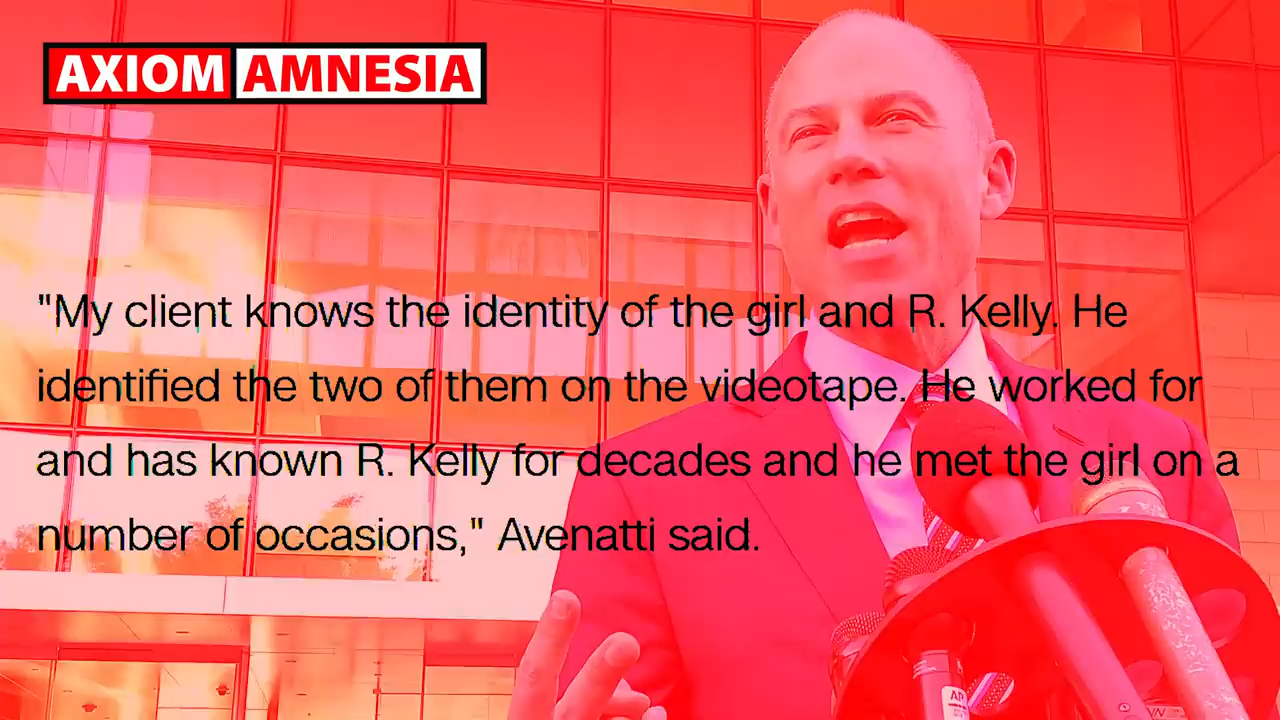 AXIOM AMNESIA
"My client knows the identity of the girl and R. Kelly. He
identified the two of them on the videotape. He worked for
and has known R. Kelly for decades and he met the girl on a
number of occasions," Avenatti said.
AP